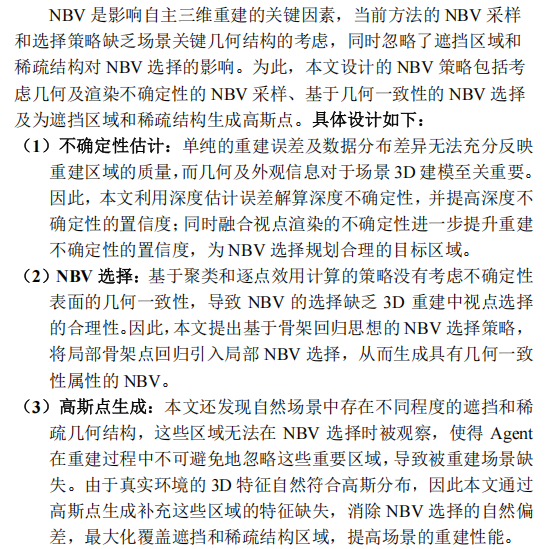 NBV 是影响自主三维重建的关键因素，当前方法的 NBV 采样
和选择策略缺乏场景关键几何结构的考虑，同时忽略了遮挡区域和
稀疏结构对 NBV 选择的影响。为此，本文设计的 NBV 策略包括考
虑几何及渲染不确定性的 NBV 采样、基于几何一致性的 NBV 选择
及为遮挡区域和稀疏结构生成高斯点。具体设计如下：
（1）不确定性估计：单纯的重建误差及数据分布差异无法充分反映
重建区域的质量，而几何及外观信息对于场景 3D 建模至关重要。
因此，本文利用深度估计误差解算深度不确定性，并提高深度不
确定性的置信度；同时融合视点渲染的不确定性进一步提升重建
不确定性的置信度，为 NBV 选择规划合理的目标区域。
（2）NBV 选择：基于聚类和逐点效用计算的策略没有考虑不确定性
表面的几何一致性，导致 NBV 的选择缺乏 3D 重建中视点选择
的合理性。因此，本文提出基于骨架回归思想的 NBV 选择策略，
将局部骨架点回归引入局部 NBV 选择，从而生成具有几何一致
性属性的 NBV。
（3）高斯点生成：本文还发现自然场景中存在不同程度的遮挡和稀
疏几何结构，这些区域无法在 NBV 选择时被观察，使得 Agent
在重建过程中不可避免地忽略这些重要区域，导致被重建场景缺
失。由于真实环境的 3D 特征自然符合高斯分布，因此本文通过
高斯点生成补充这些区域的特征缺失，消除 NBV 选择的自然偏
差，最大化覆盖遮挡和稀疏结构区域，提高场景的重建性能。